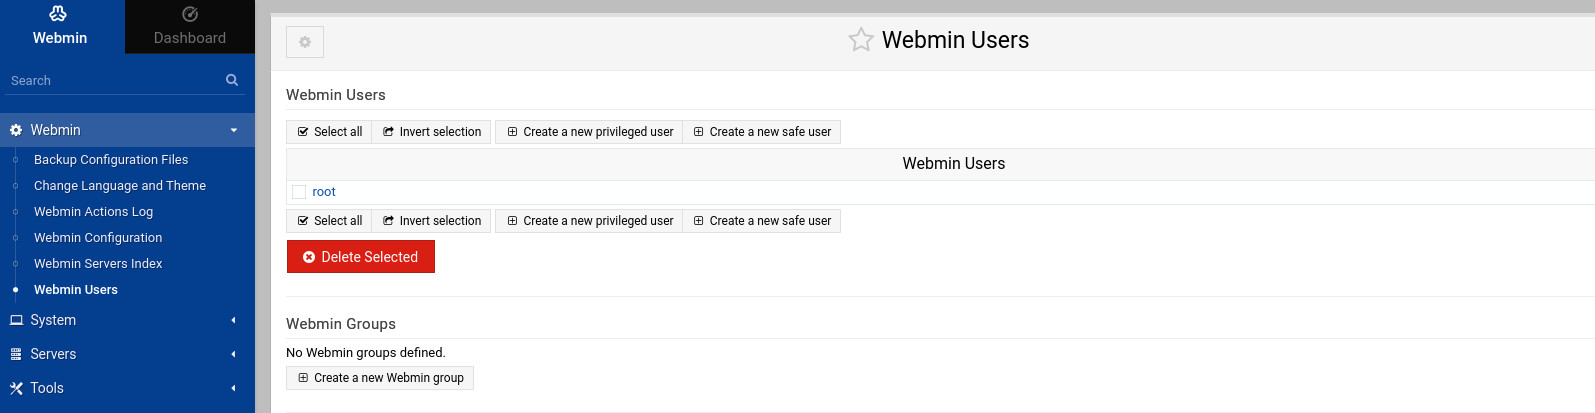 Webmin
Dashboard
Search
Webmin
Backup Configuration Files
Change Language and Theme
Webmin Actions Log
Webmin Configuration
Webmin Servers Index
Webmin Users
System
Servers
Tools
Webmin Users
Webmin Users
Select all Invert selection Create a new privileged user Create a new safe user
Webmin Users
root
Select all Invert selection Create a new privileged user Create a new safe user
Delete Selected
Webmin Groups
No Webmin groups defined.
Create a new Webmin group